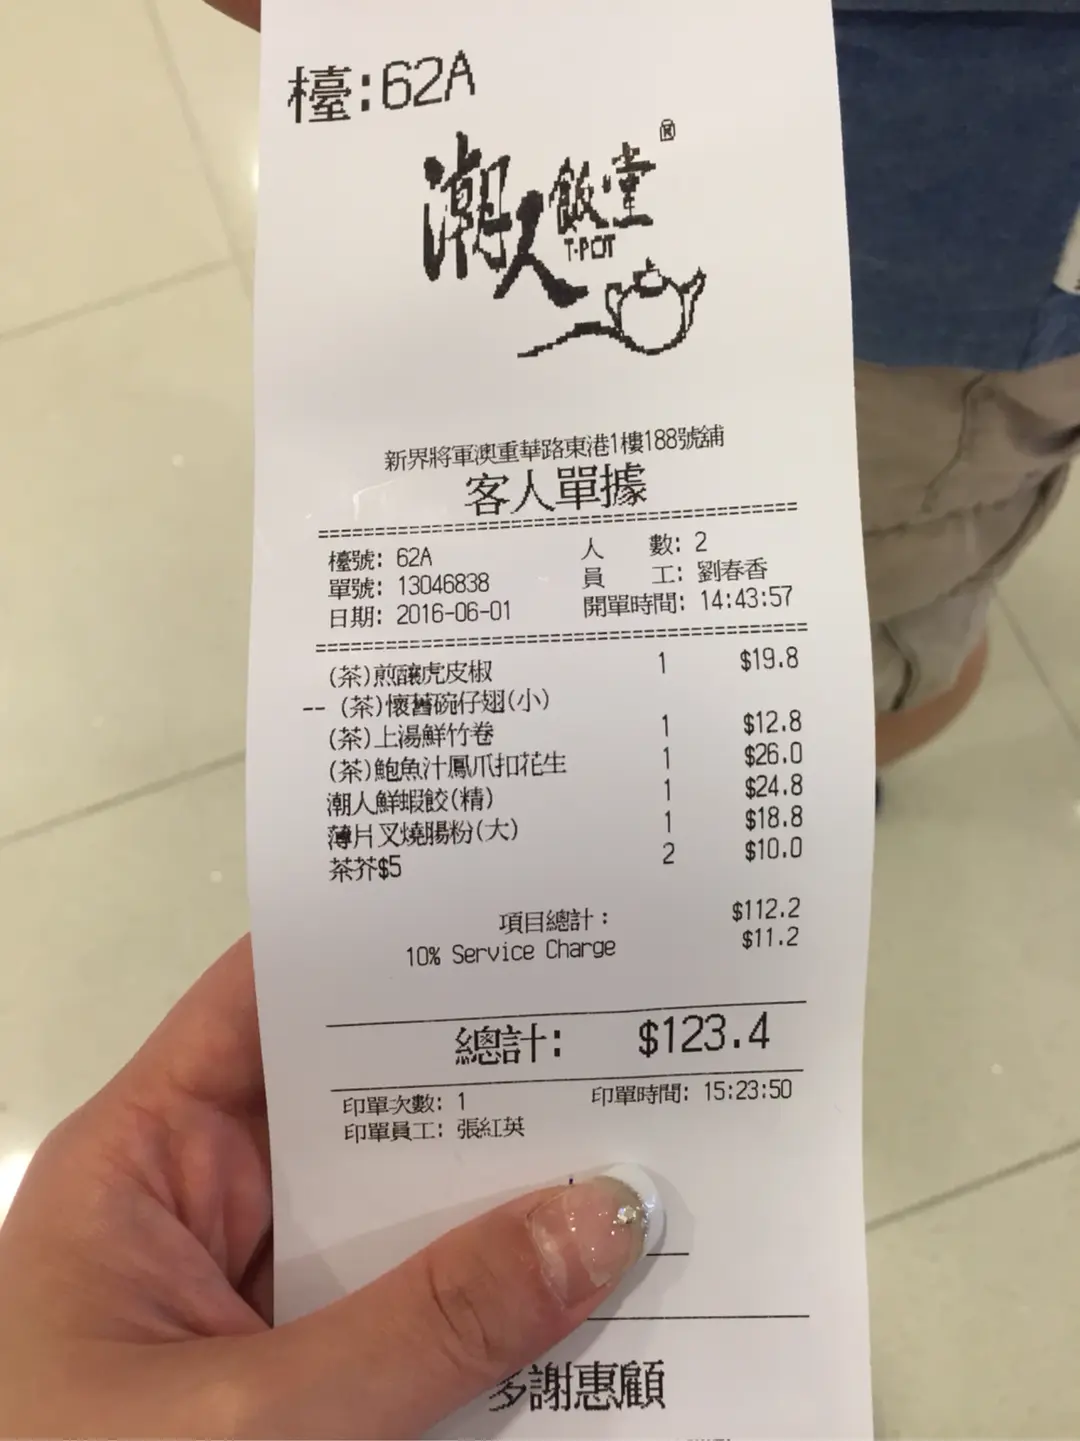 檯:62A
潮人飯堂®
T-POT
新界將軍澳重華路東港1樓188號舖
客人單據
檯號: 62A 人 數: 2
單號: 13046838 員 工: 劉春香
日期: 2016-06-01 開單時間: 14:43:57
(茶)煎釀虎皮椒 1 $19.8
-- (茶)懷舊碗仔翅(小)
(茶)上湯鮮竹卷 1 $12.8
(茶)鮑魚汁鳳爪扣花生 1 $26.0
潮人鮮蝦餃(精) 1 $24.8
薄片叉燒腸粉(大) 1 $18.8
茶芥$5 2 $10.0
項目總計: $112.2
10% Service Charge $11.2
總計: $123.4
印單次數: 1 印單時間: 15:23:50
印單員工: 張紅英
多謝惠顧